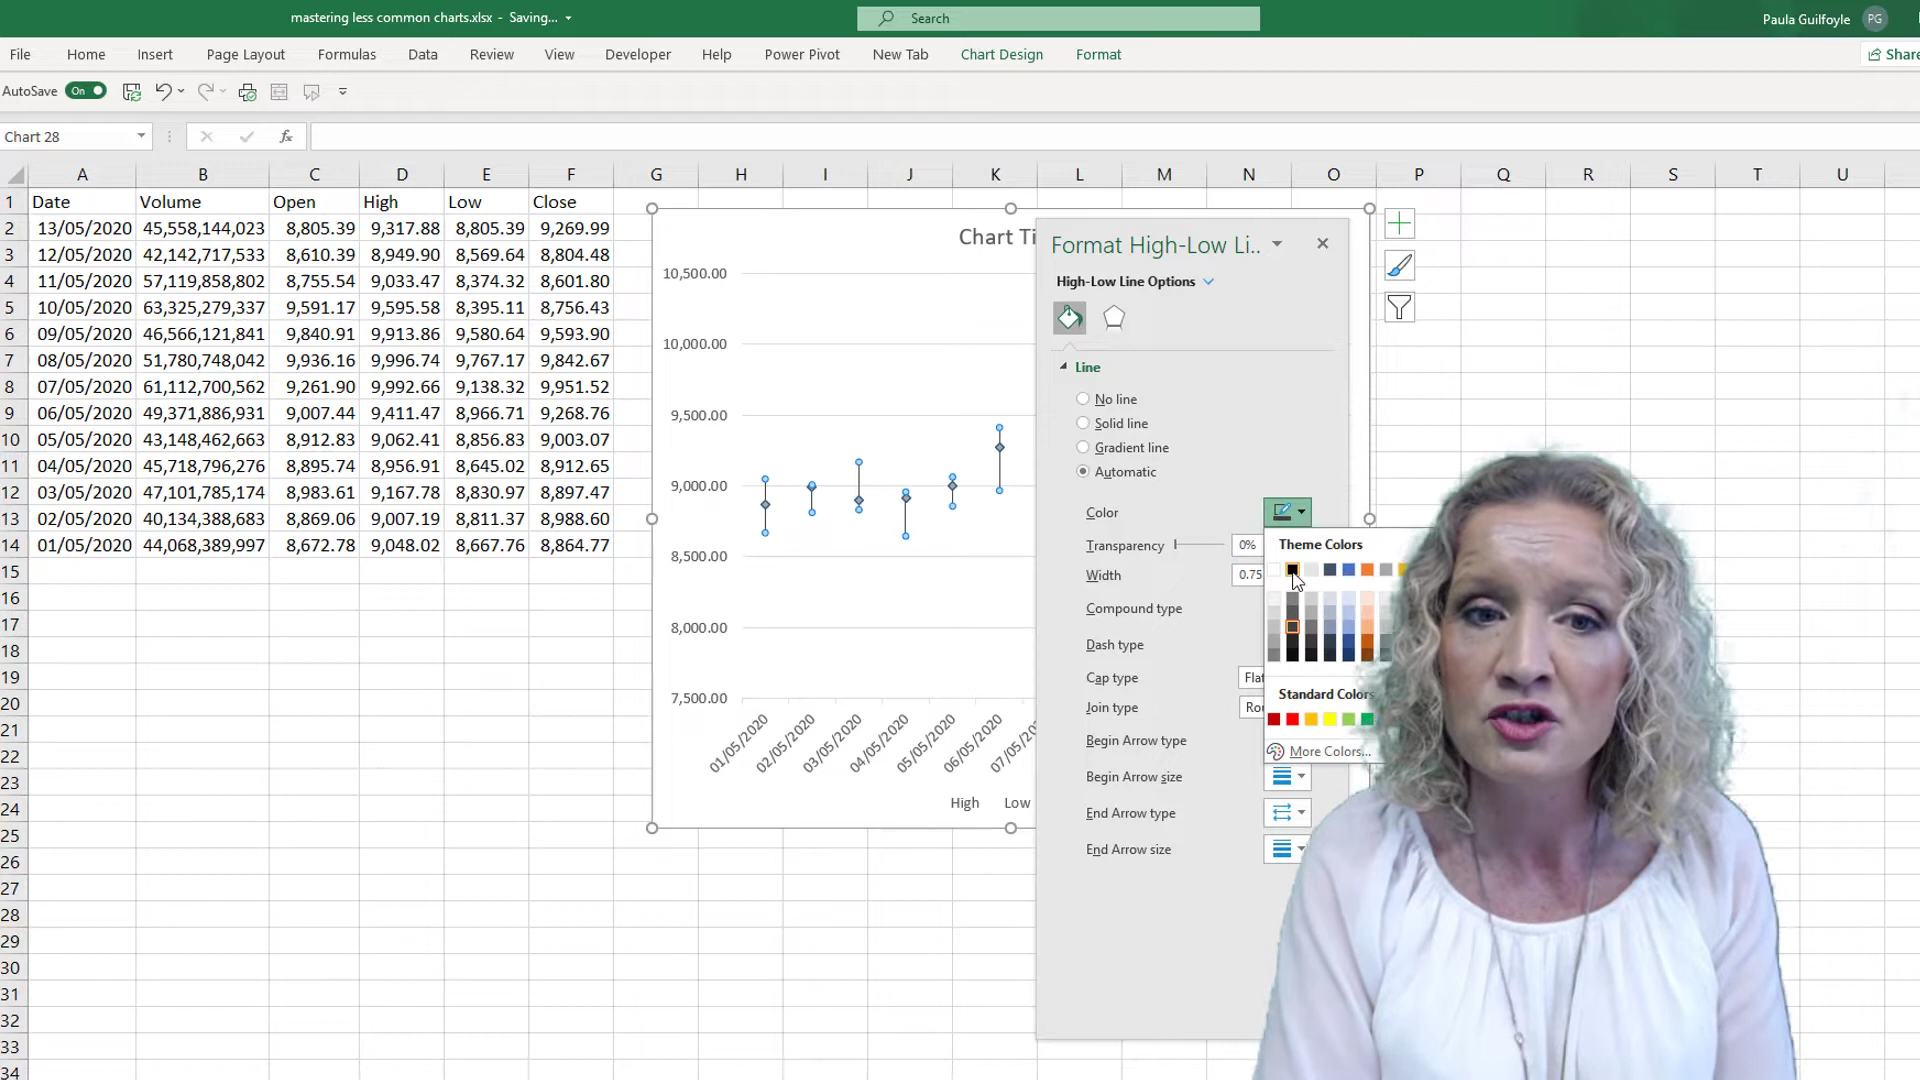 mastering less common charts.xlsx - Saving...
Search
Paula Guilfoyle PG
File Home Insert Page Layout Formulas Data Review View Developer Help Power Pivot New Tab Chart Design Format Share
AutoSave On
Chart 28 fx
A B C D E F G H I J K L M N O P Q R S T U
1 Date Volume Open High Low Close
2 13/05/2020 45,558,144,023 8,805.39 9,317.88 8,805.39 9,269.99
3 12/05/2020 42,142,717,533 8,610.39 8,949.90 8,569.64 8,804.48
4 11/05/2020 57,119,858,802 8,755.54 9,033.47 8,374.32 8,601.80
5 10/05/2020 63,325,279,337 9,591.17 9,595.58 8,395.11 8,756.43
6 09/05/2020 46,566,121,841 9,840.91 9,913.86 9,580.64 9,593.90
7 08/05/2020 51,780,748,042 9,936.16 9,996.74 9,767.17 9,842.67
8 07/05/2020 61,112,700,562 9,261.90 9,992.66 9,138.32 9,951.52
9 06/05/2020 49,371,886,931 9,007.44 9,411.47 8,966.71 9,268.76
10 05/05/2020 43,148,462,663 8,912.83 9,062.41 8,856.83 9,003.07
11 04/05/2020 45,718,796,276 8,895.74 8,956.91 8,645.02 8,912.65
12 03/05/2020 47,101,785,174 8,983.61 9,167.78 8,830.97 8,897.47
13 02/05/2020 40,134,388,683 8,869.06 9,007.19 8,811.37 8,988.60
14 01/05/2020 44,068,389,997 8,672.78 9,048.02 8,667.76 8,864.77
15
16
17
18
19
20
21
22
23
24
25
26
27
28
29
30
31
32
33
34
Chart Ti
10,500.00
10,000.00
9,500.00
9,000.00
8,500.00
8,000.00
7,500.00
01/05/2020 02/05/2020 03/05/2020 04/05/2020 05/05/2020 06/05/2020 07/05/20
High Low
Format High-Low Li..
High-Low Line Options
Line
No line
Solid line
Gradient line
Automatic
Color
Transparency 0%
Width 0.75
Compound type
Dash type
Cap type Flat
Join type Rou
Begin Arrow type
Begin Arrow size
End Arrow type
End Arrow size
Theme Colors
Standard Colors
More Colors...